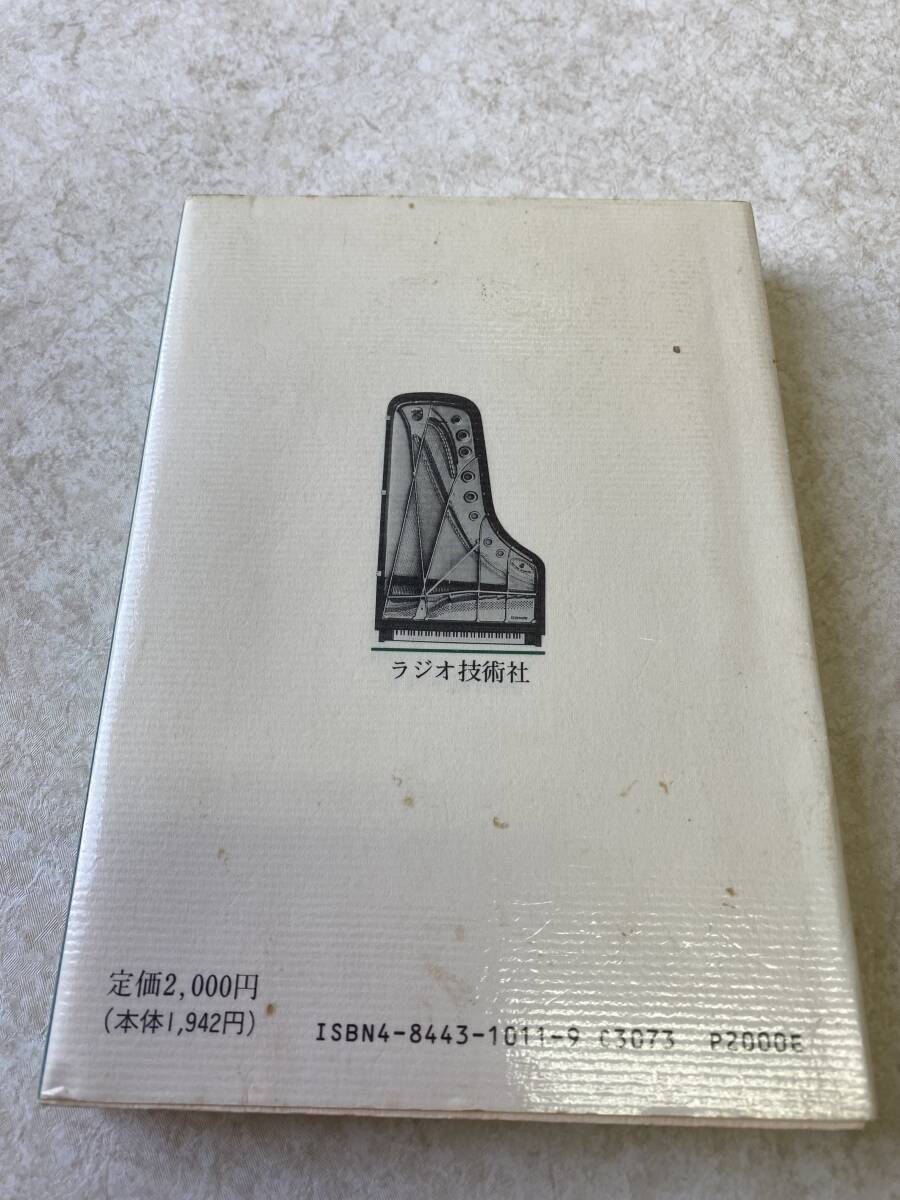 ラジオ技術社
定価2,000円
(本体1,942円)
ISBN4-8443-1011-9 C3073 P2000E